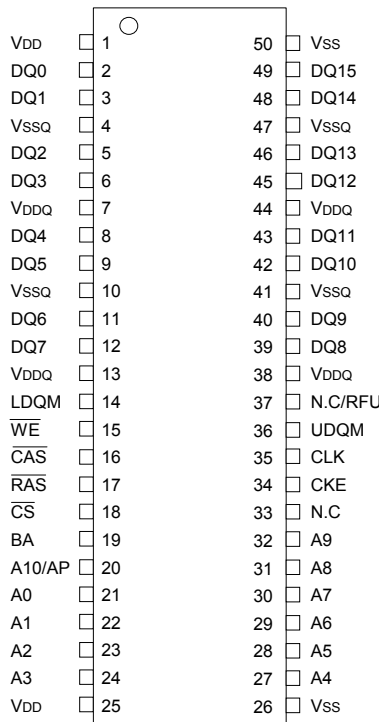 VDD 1 50 VSS
DQ0 2 49 DQ15
DQ1 3 48 DQ14
VSSQ 4 47 VSSQ
DQ2 5 46 DQ13
DQ3 6 45 DQ12
VDDQ 7 44 VDDQ
DQ4 8 43 DQ11
DQ5 9 42 DQ10
VSSQ 10 41 VSSQ
DQ6 11 40 DQ9
DQ7 12 39 DQ8
VDDQ 13 38 VDDQ
LDQM 14 37 N.C/RFU
W̅E̅ 15 36 UDQM
C̅A̅S̅ 16 35 CLK
R̅A̅S̅ 17 34 CKE
C̅S̅ 18 33 N.C
BA 19 32 A9
A10/AP 20 31 A8
A0 21 30 A7
A1 22 29 A6
A2 23 28 A5
A3 24 27 A4
VDD 25 26 VSS